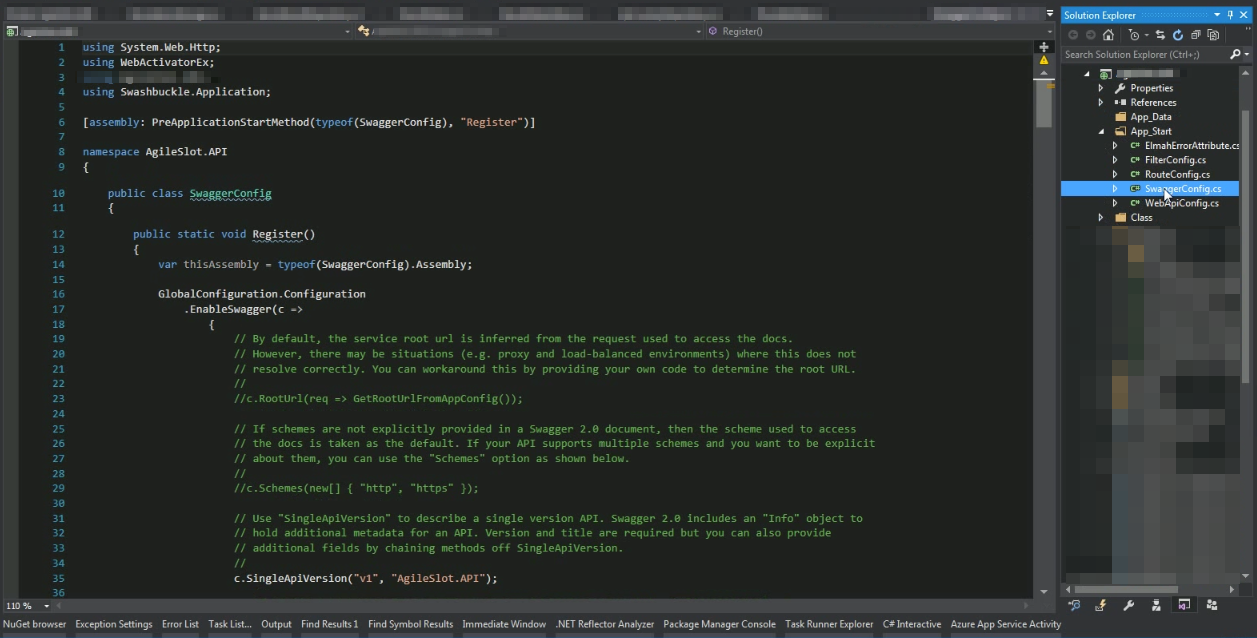 Solution Explorer
Register()
Search Solution Explorer (Ctrl+;)
1 using System.Web.Http;
2 using WebActivatorEx;
3
4 using Swashbuckle.Application;
5
6 [assembly: PreApplicationStartMethod(typeof(SwaggerConfig), "Register")]
7
8 namespace AgileSlot.API
9 {
10 public class SwaggerConfig
11 {
12 public static void Register()
13 {
14 var thisAssembly = typeof(SwaggerConfig).Assembly;
15
16 GlobalConfiguration.Configuration
17 .EnableSwagger(c =>
18 {
19 // By default, the service root url is inferred from the request used to access the docs.
20 // However, there may be situations (e.g. proxy and load-balanced environments) where this does not
21 // resolve correctly. You can workaround this by providing your own code to determine the root URL.
22 //
23 //c.RootUrl(req => GetRootUrlFromAppConfig());
24
25 // If schemes are not explicitly provided in a Swagger 2.0 document, then the scheme used to access
26 // the docs is taken as the default. If your API supports multiple schemes and you want to be explicit
27 // about them, you can use the "Schemes" option as shown below.
28 //
29 //c.Schemes(new[] { "http", "https" });
30
31 // Use "SingleApiVersion" to describe a single version API. Swagger 2.0 includes an "Info" object to
32 // hold additional metadata for an API. Version and title are required but you can also provide
33 // additional fields by chaining methods off SingleApiVersion.
34 //
35 c.SingleApiVersion("v1", "AgileSlot.API");
36
Properties
References
App_Data
App_Start
C# ElmahErrorAttribute.cs
C# FilterConfig.cs
C# RouteConfig.cs
C# SwaggerConfig.cs
C# WebApiConfig.cs
Class
110 %
NuGet browser Exception Settings Error List Task List... Output Find Results 1 Find Symbol Results Immediate Window .NET Reflector Analyzer Package Manager Console Task Runner Explorer C# Interactive Azure App Service Activity